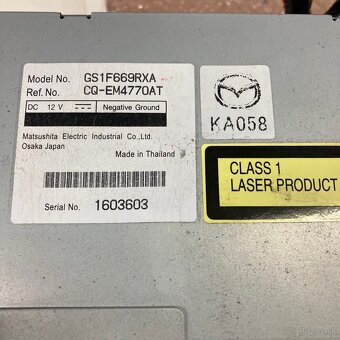 Model No. GS1F669RXA
Ref. No. CQ-EM4770AT
DC 12 V Negative Ground
Matsushita Electric Industrial Co.,Ltd.
Osaka Japan
Made in Thailand
Serial No. 1603603
KA058
CLASS 1
LASER PRODUCT